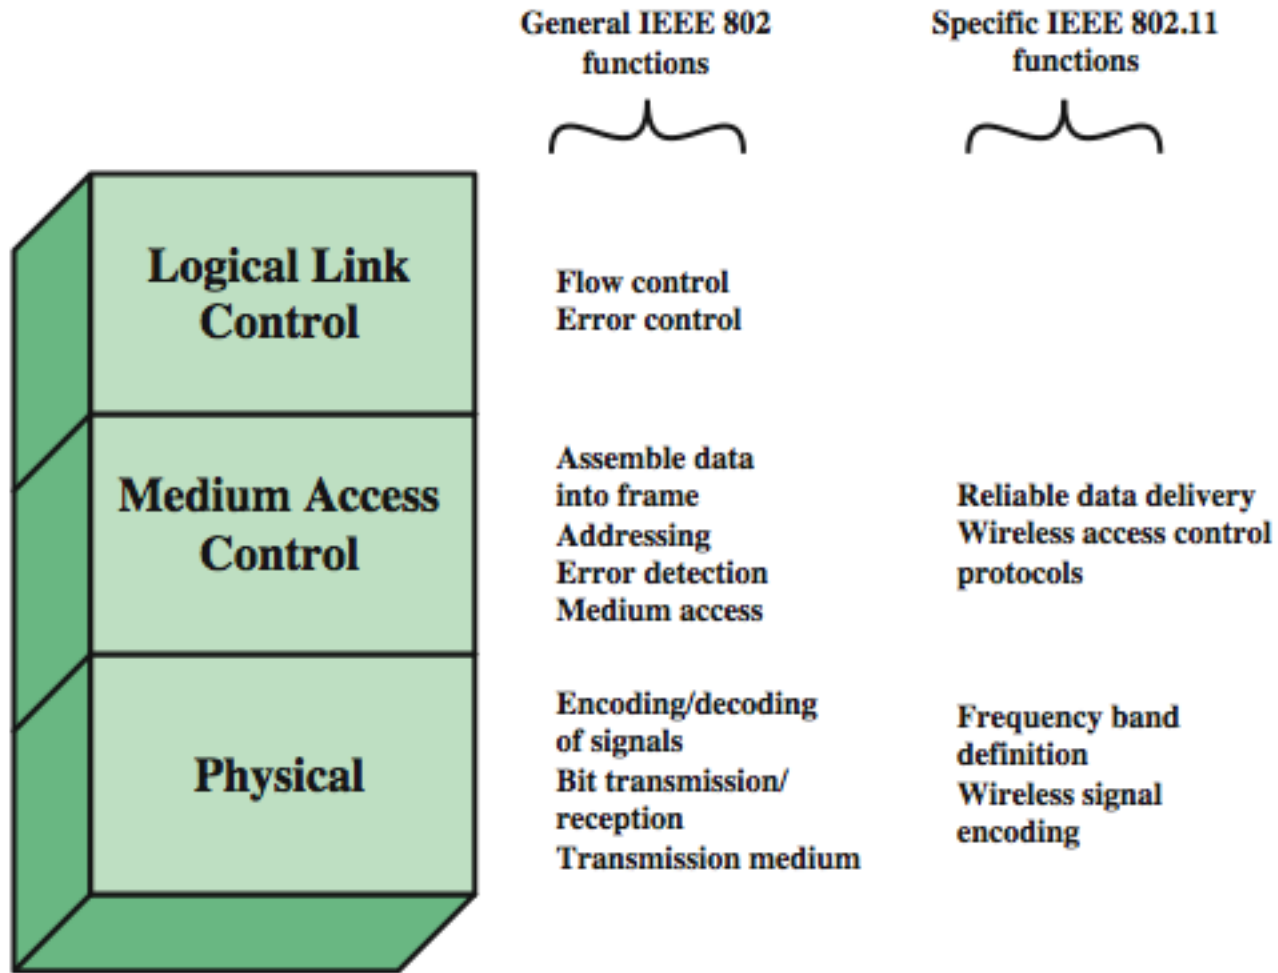 General IEEE 802
functions
Specific IEEE 802.11
functions
Logical Link
Control
Flow control
Error control
Medium Access
Control
Assemble data
into frame
Addressing
Error detection
Medium access
Reliable data delivery
Wireless access control
protocols
Physical
Encoding/decoding
of signals
Bit transmission/
reception
Transmission medium
Frequency band
definition
Wireless signal
encoding